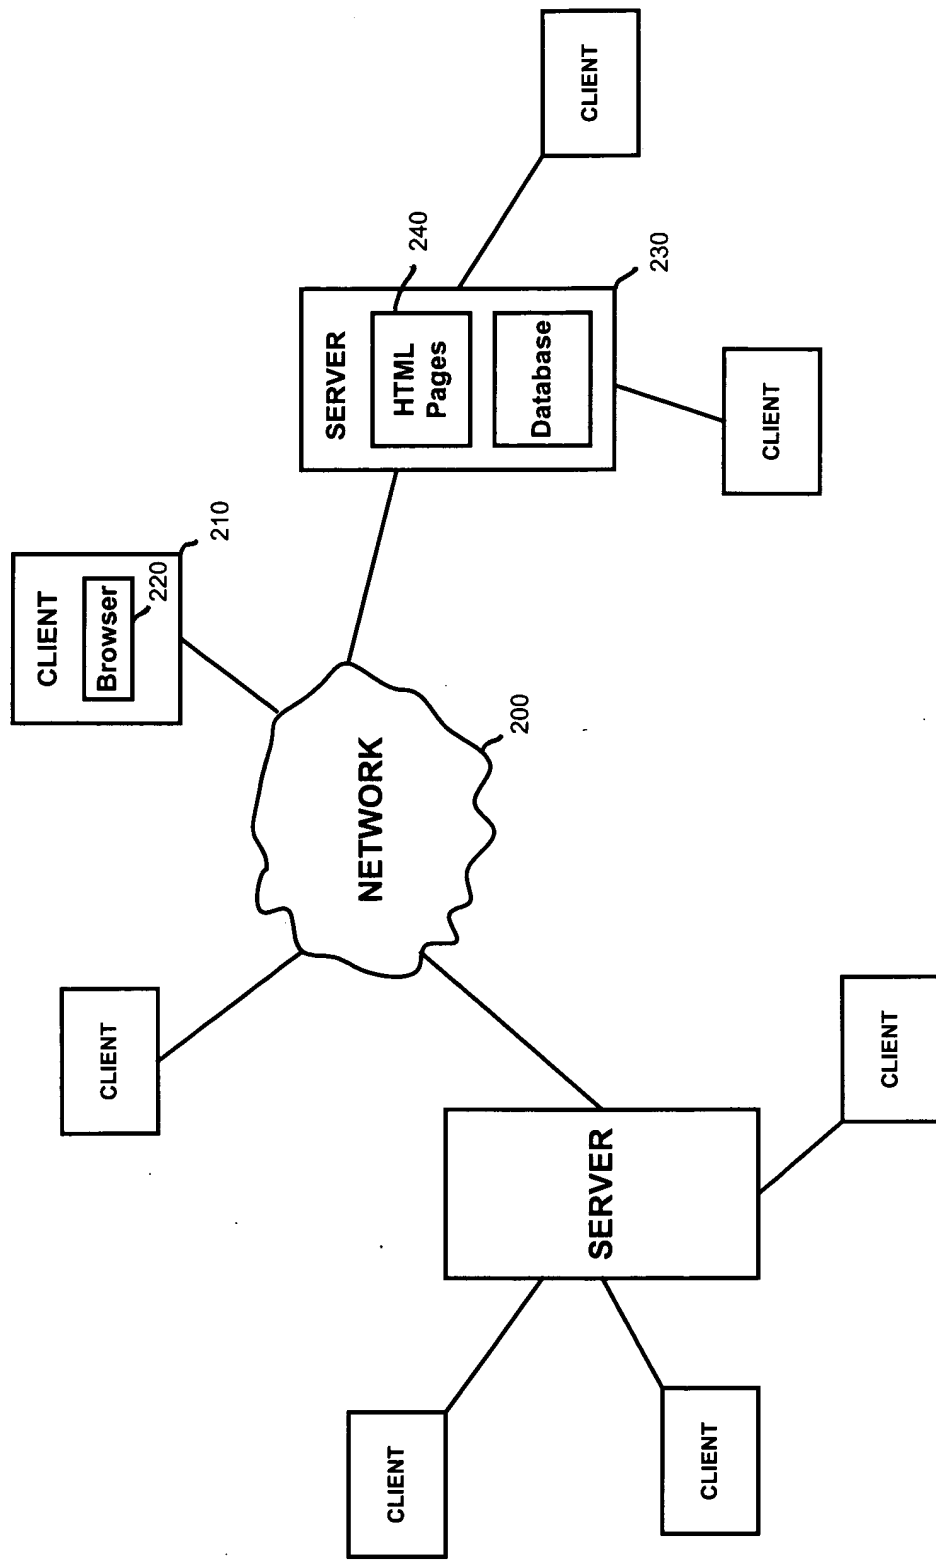 CLIENT
Browser
220
210
CLIENT
NETWORK
200
SERVER
HTML
Pages
240
Database
230
CLIENT
CLIENT
SERVER
CLIENT
CLIENT
CLIENT